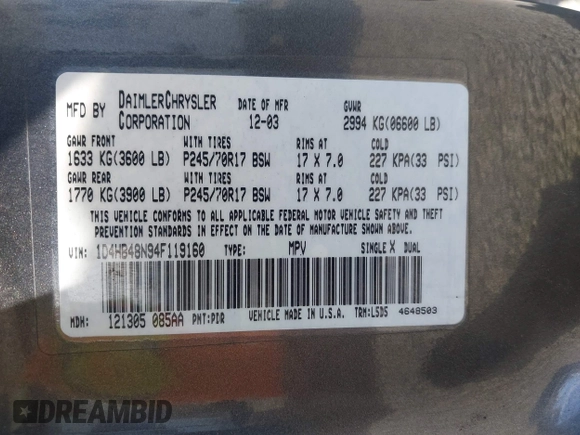 MFD BY DAIMLERCHRYSLER CORPORATION DATE OF MFR 12-03 GVWR 2994 KG(06600 LB)
GAWR FRONT WITH TIRES RIMS AT COLD
1633 KG(3600 LB) P245/70R17 BSW 17 X 7.0 227 KPA(33 PSI)
GAWR REAR WITH TIRES RIMS AT COLD
1770 KG(3900 LB) P245/70R17 BSW 17 X 7.0 227 KPA(33 PSI)
THIS VEHICLE CONFORMS TO ALL APPLICABLE FEDERAL MOTOR VEHICLE SAFETY AND THEFT
PREVENTION STANDARDS IN EFFECT ON THE DATE OF MANUFACTURE SHOWN ABOVE.
VIN: 1D4HB48N94F119160 TYPE: MPV SINGLE X DUAL
MDH: 121305 085AA PNT:PDR VEHICLE MADE IN U.S.A. TRM:LSDS 4648503
DREAMBID